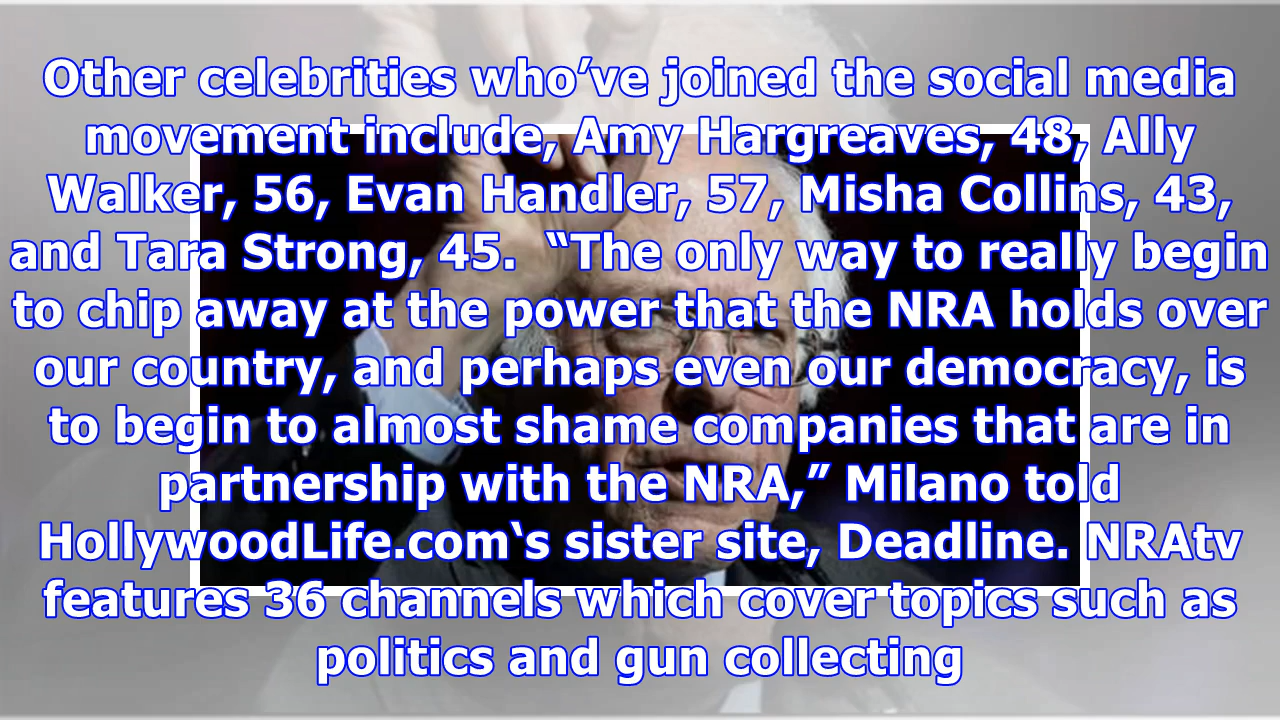 Other celebrities who’ve joined the social media
movement include, Amy Hargreaves, 48, Ally
Walker, 56, Evan Handler, 57, Misha Collins, 43,
and Tara Strong, 45.  “The only way to really begin
to chip away at the power that the NRA holds over
our country, and perhaps even our democracy, is
to begin to almost shame companies that are in
partnership with the NRA,” Milano told
HollywoodLife.com‘s sister site, Deadline. NRAtv
features 36 channels which cover topics such as
politics and gun collecting